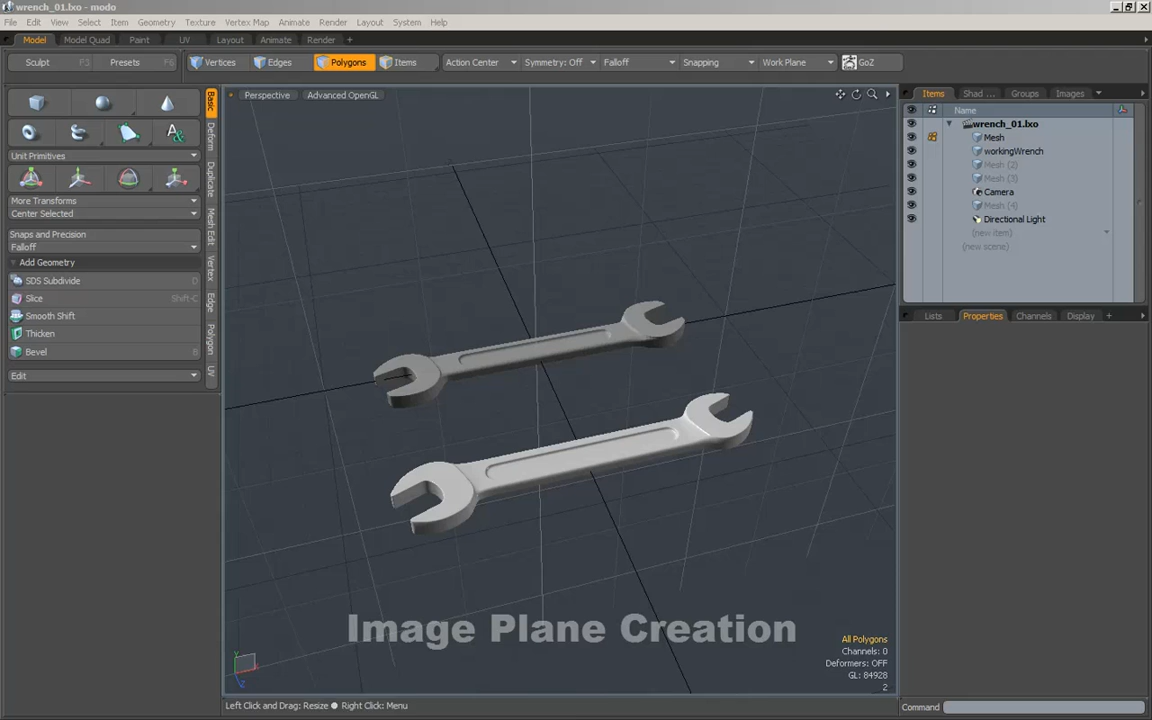 wrench_01.lxo - modo
File Edit View Select Item Geometry Texture Vertex Map Animate Render Layout System Help
Model Model Quad Paint UV Layout Animate Render +
Sculpt F3 Presets F6 Vertices Edges Polygons Items Action Center Symmetry: Off Falloff Snapping Work Plane GoZ
Perspective Advanced OpenGL
Items Shad ... Groups Images
Name
wrench_01.lxo
Mesh
workingWrench
Mesh (2)
Mesh (3)
Camera
Mesh (4)
Directional Light
(new item)
(new scene)
Lists Properties Channels Display +
Basic
Deform
Duplicate
Mesh Edit
Vertex
Edge
Polygon
UV
Unit Primitives
More Transforms
Center Selected
Snaps and Precision
Falloff
Add Geometry
SDS Subdivide D
Slice Shift-C
Smooth Shift
Thicken
Bevel B
Edit
Image Plane Creation
All Polygons
Channels: 0
Deformers: OFF
GL: 84928
2
Y
X
Z
Left Click and Drag: Resize ● Right Click: Menu
Command